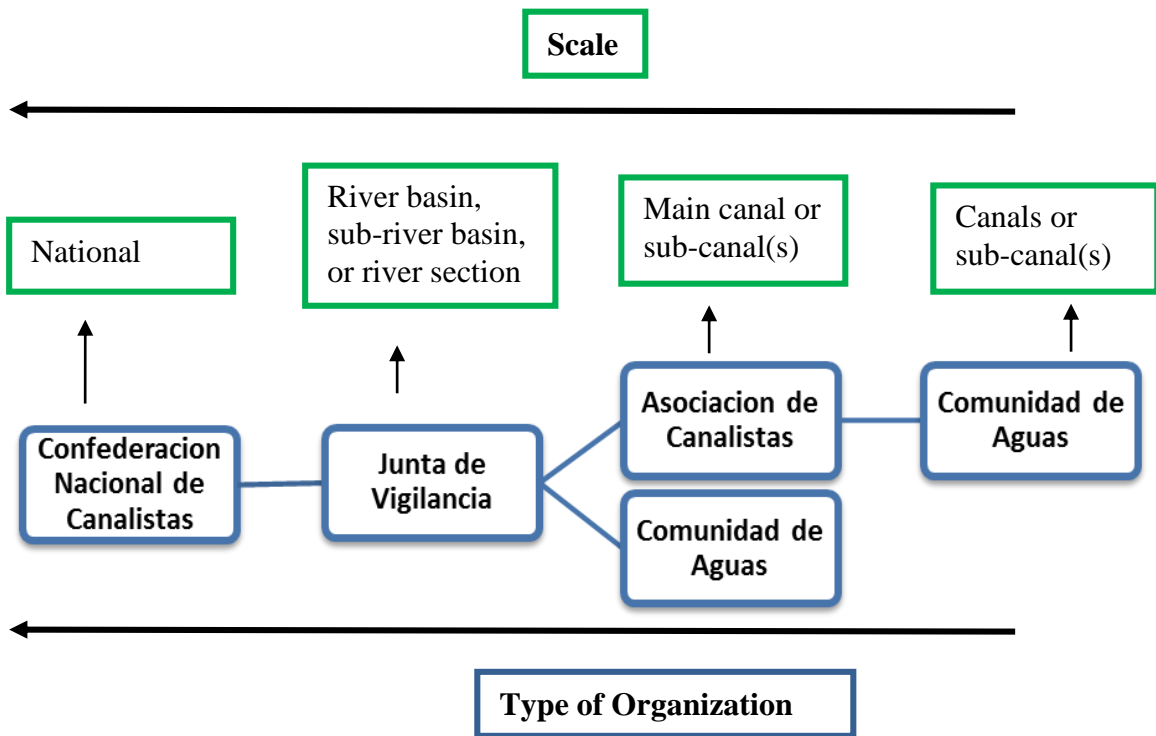 Scale
National
River basin,
sub-river basin,
or river section
Main canal or
sub-canal(s)
Canals or
sub-canal(s)
Confederacion
Nacional de
Canalistas
Junta de
Vigilancia
Asociacion de
Canalistas
Comunidad de
Aguas
Comunidad de
Aguas
Type of Organization